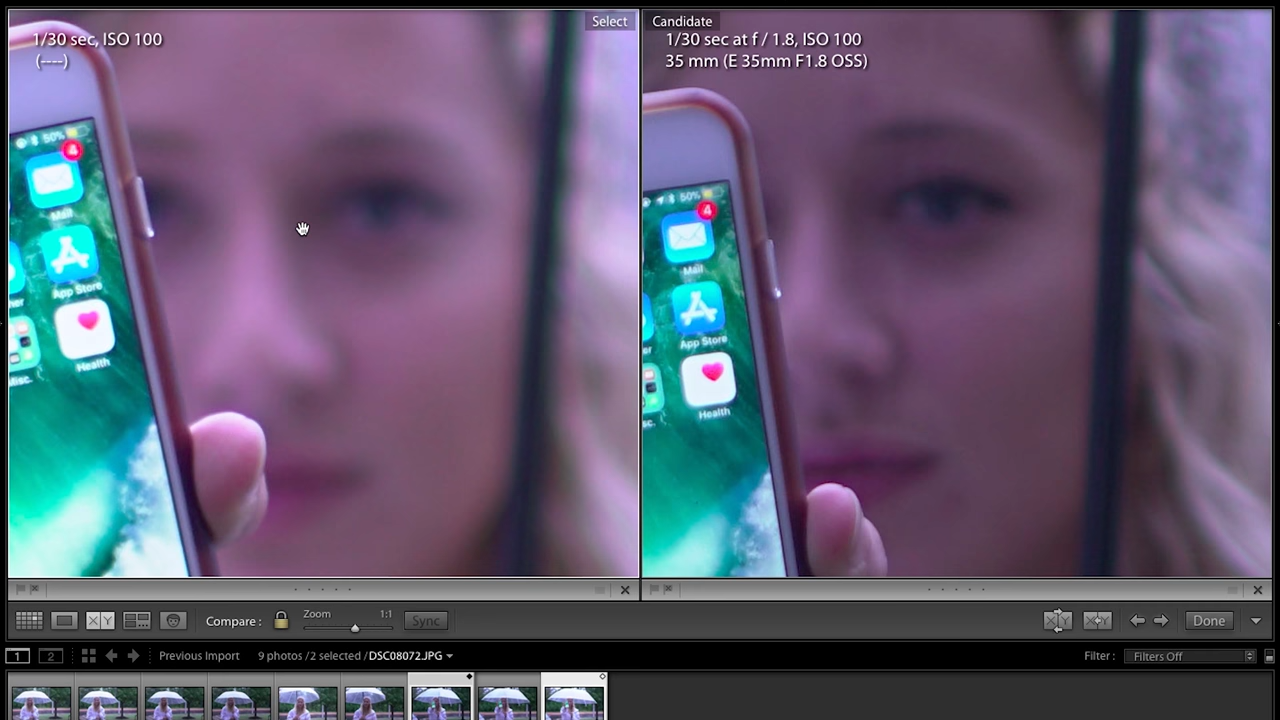 Select
1/30 sec, ISO 100
(----)
50%
4
Mail
App Store
Health
Candidate
1/30 sec at f / 1.8, ISO 100
35 mm (E 35mm F1.8 OSS)
50%
4
Mail
App Store
Health
XY
Compare :
Zoom
1:1
Sync
Done
1
2
Previous Import
9 photos /2 selected /DSC08072.JPG
Filter :
Filters Off